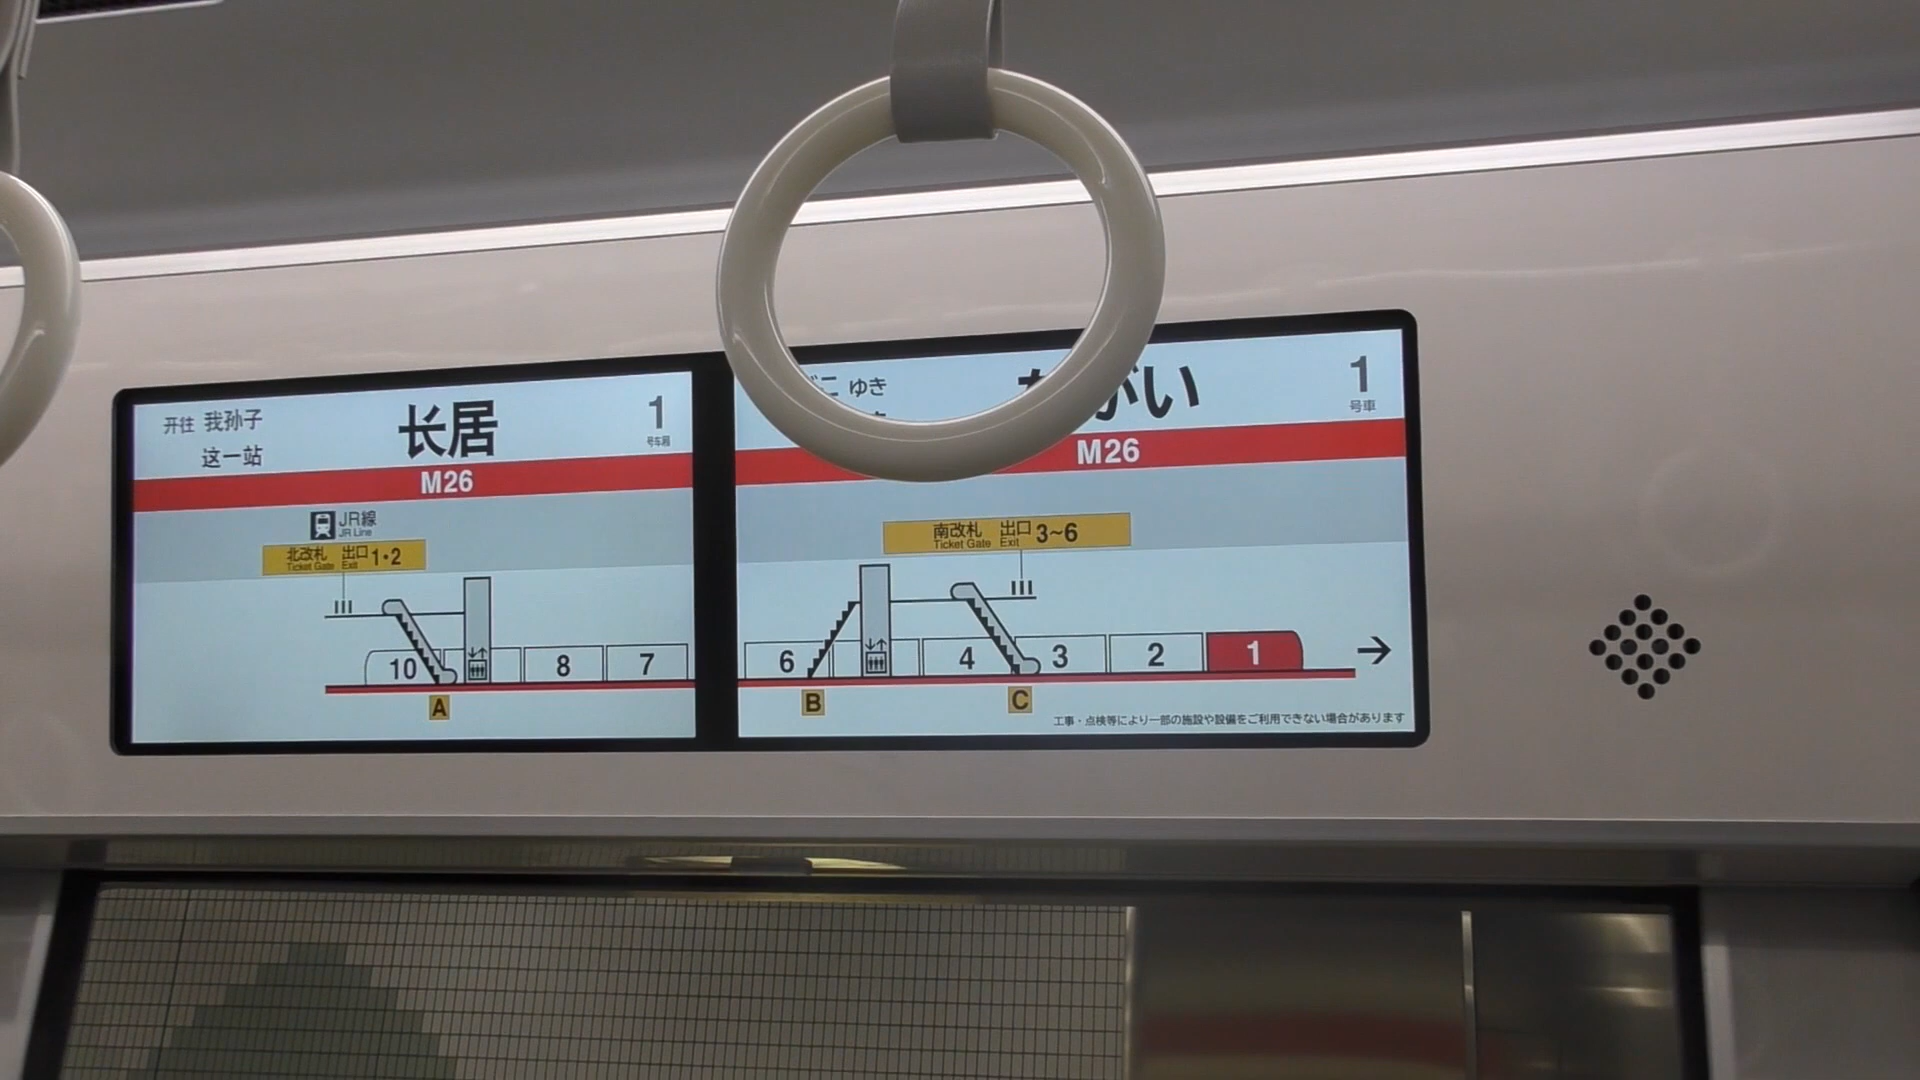 开往 我孙子
这一站
长居
1
号车厢
M26
JR線
JR Line
北改札 出口 1・2
Ticket Gate Exit
10
8
7
A
ゆき
がい
1
号車
M26
南改札 出口 3~6
Ticket Gate Exit
6
4
3
2
1
→
B
C
工事・点検等により一部の施設や設備をご利用できない場合があります